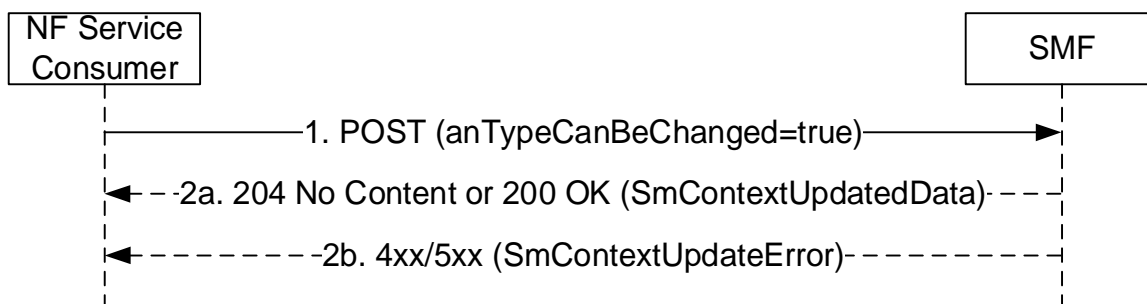 NF Service
Consumer
SMF
1. POST (anTypeCanBeChanged=true)
2a. 204 No Content or 200 OK (SmContextUpdatedData)
2b. 4xx/5xx (SmContextUpdateError)